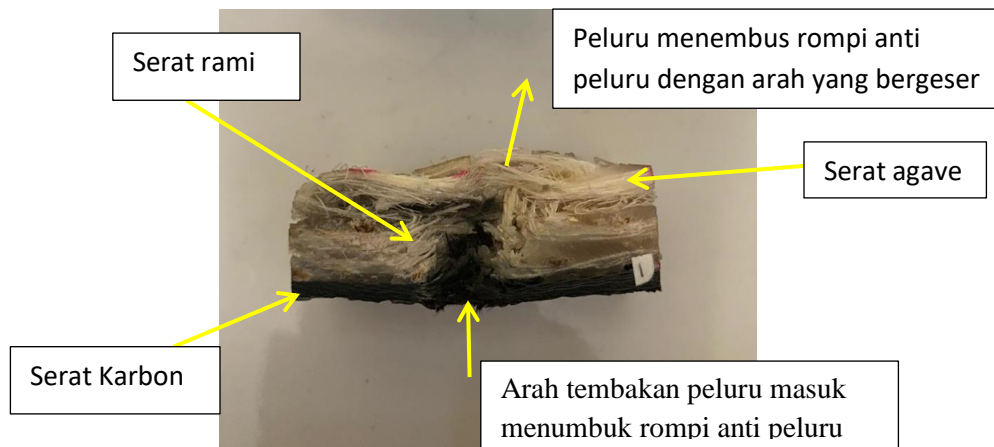 Serat rami
Peluru menembus rompi anti
peluru dengan arah yang bergeser
Serat agave
Serat Karbon
Arah tembakan peluru masuk
menumbuk rompi anti peluru